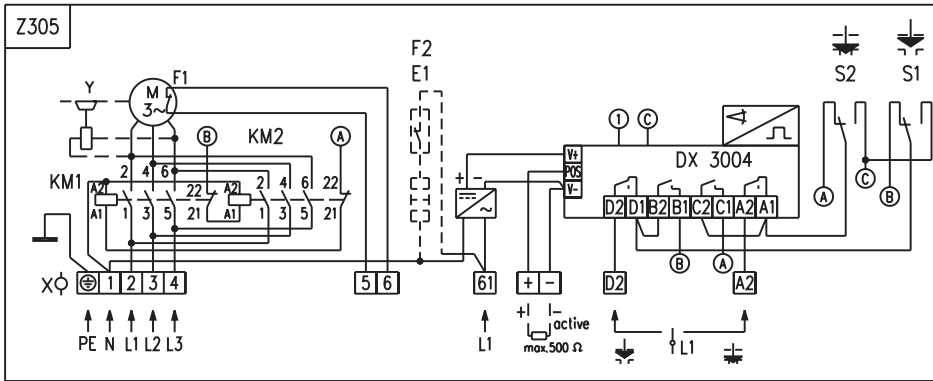 Z305
F2
E1
S2 S1
Y
M
3~
F1
B
KM2
A
1 C
DX 3004
V+
POS
V-
+ -
KM1
A2
A1
2 4 6
1 3 5
22
21
A2
A1
2 4 6
1 3 5
22
21
D2 D1 B2 B1 C2 C1 A2 A1
A C B
B A
X
1 2 3 4
5 6
61
+ -
D2
A2
PE N L1 L2 L3
L1
+ -
active
max.500 Ω
L1